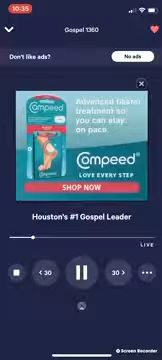 10:35
Gospel 1360
Don't like ads?
No ads
Advanced blister
treatment so
you can stay
on pace.
COMPEED
Compeed
LOVE EVERY STEP
SHOP NOW
Houston's #1 Gospel Leader
LIVE
30
30
Screen Recorder